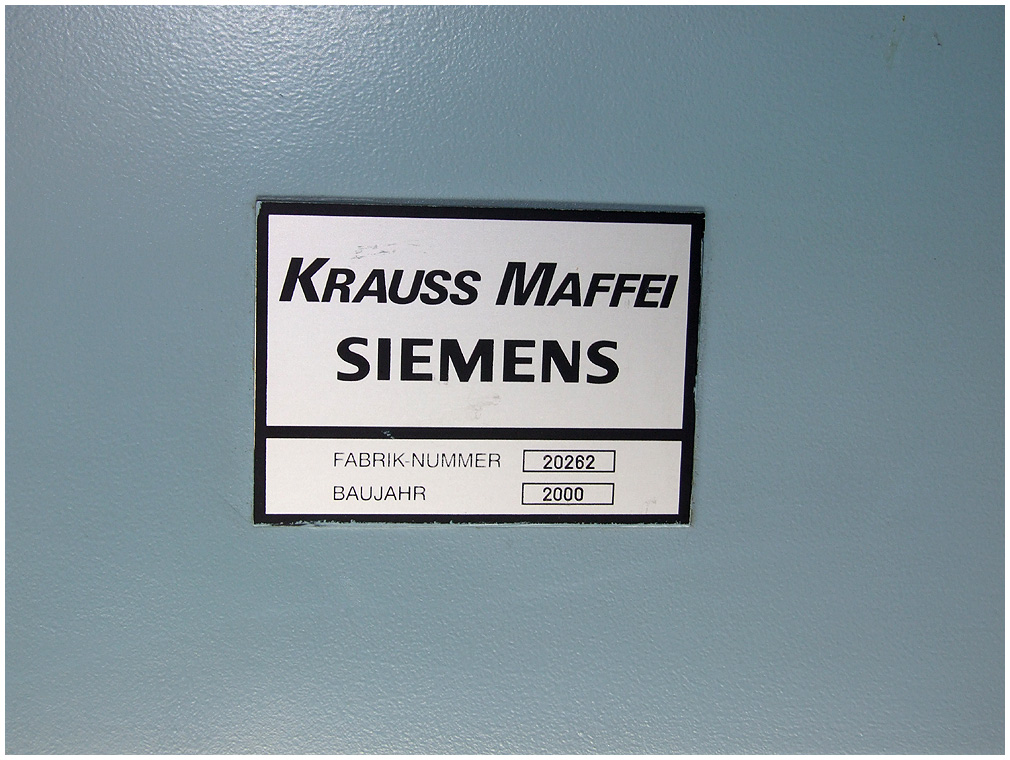 KRAUSS MAFFEI
SIEMENS
FABRIK-NUMMER 20262
BAUJAHR 2000